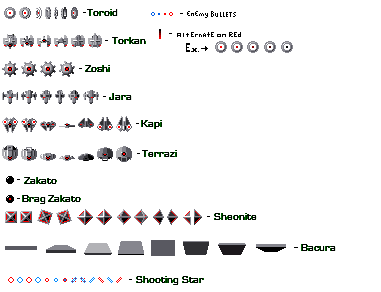 -Toroid
- ENEMY BULLETS
-Torkan
- Alternate on Red
Ex.→
-Zoshi
-Jara
-Kapi
-Terrazi
- Zakato
-Brag Zakato
- Sheonite
- Bacura
- Shooting Star